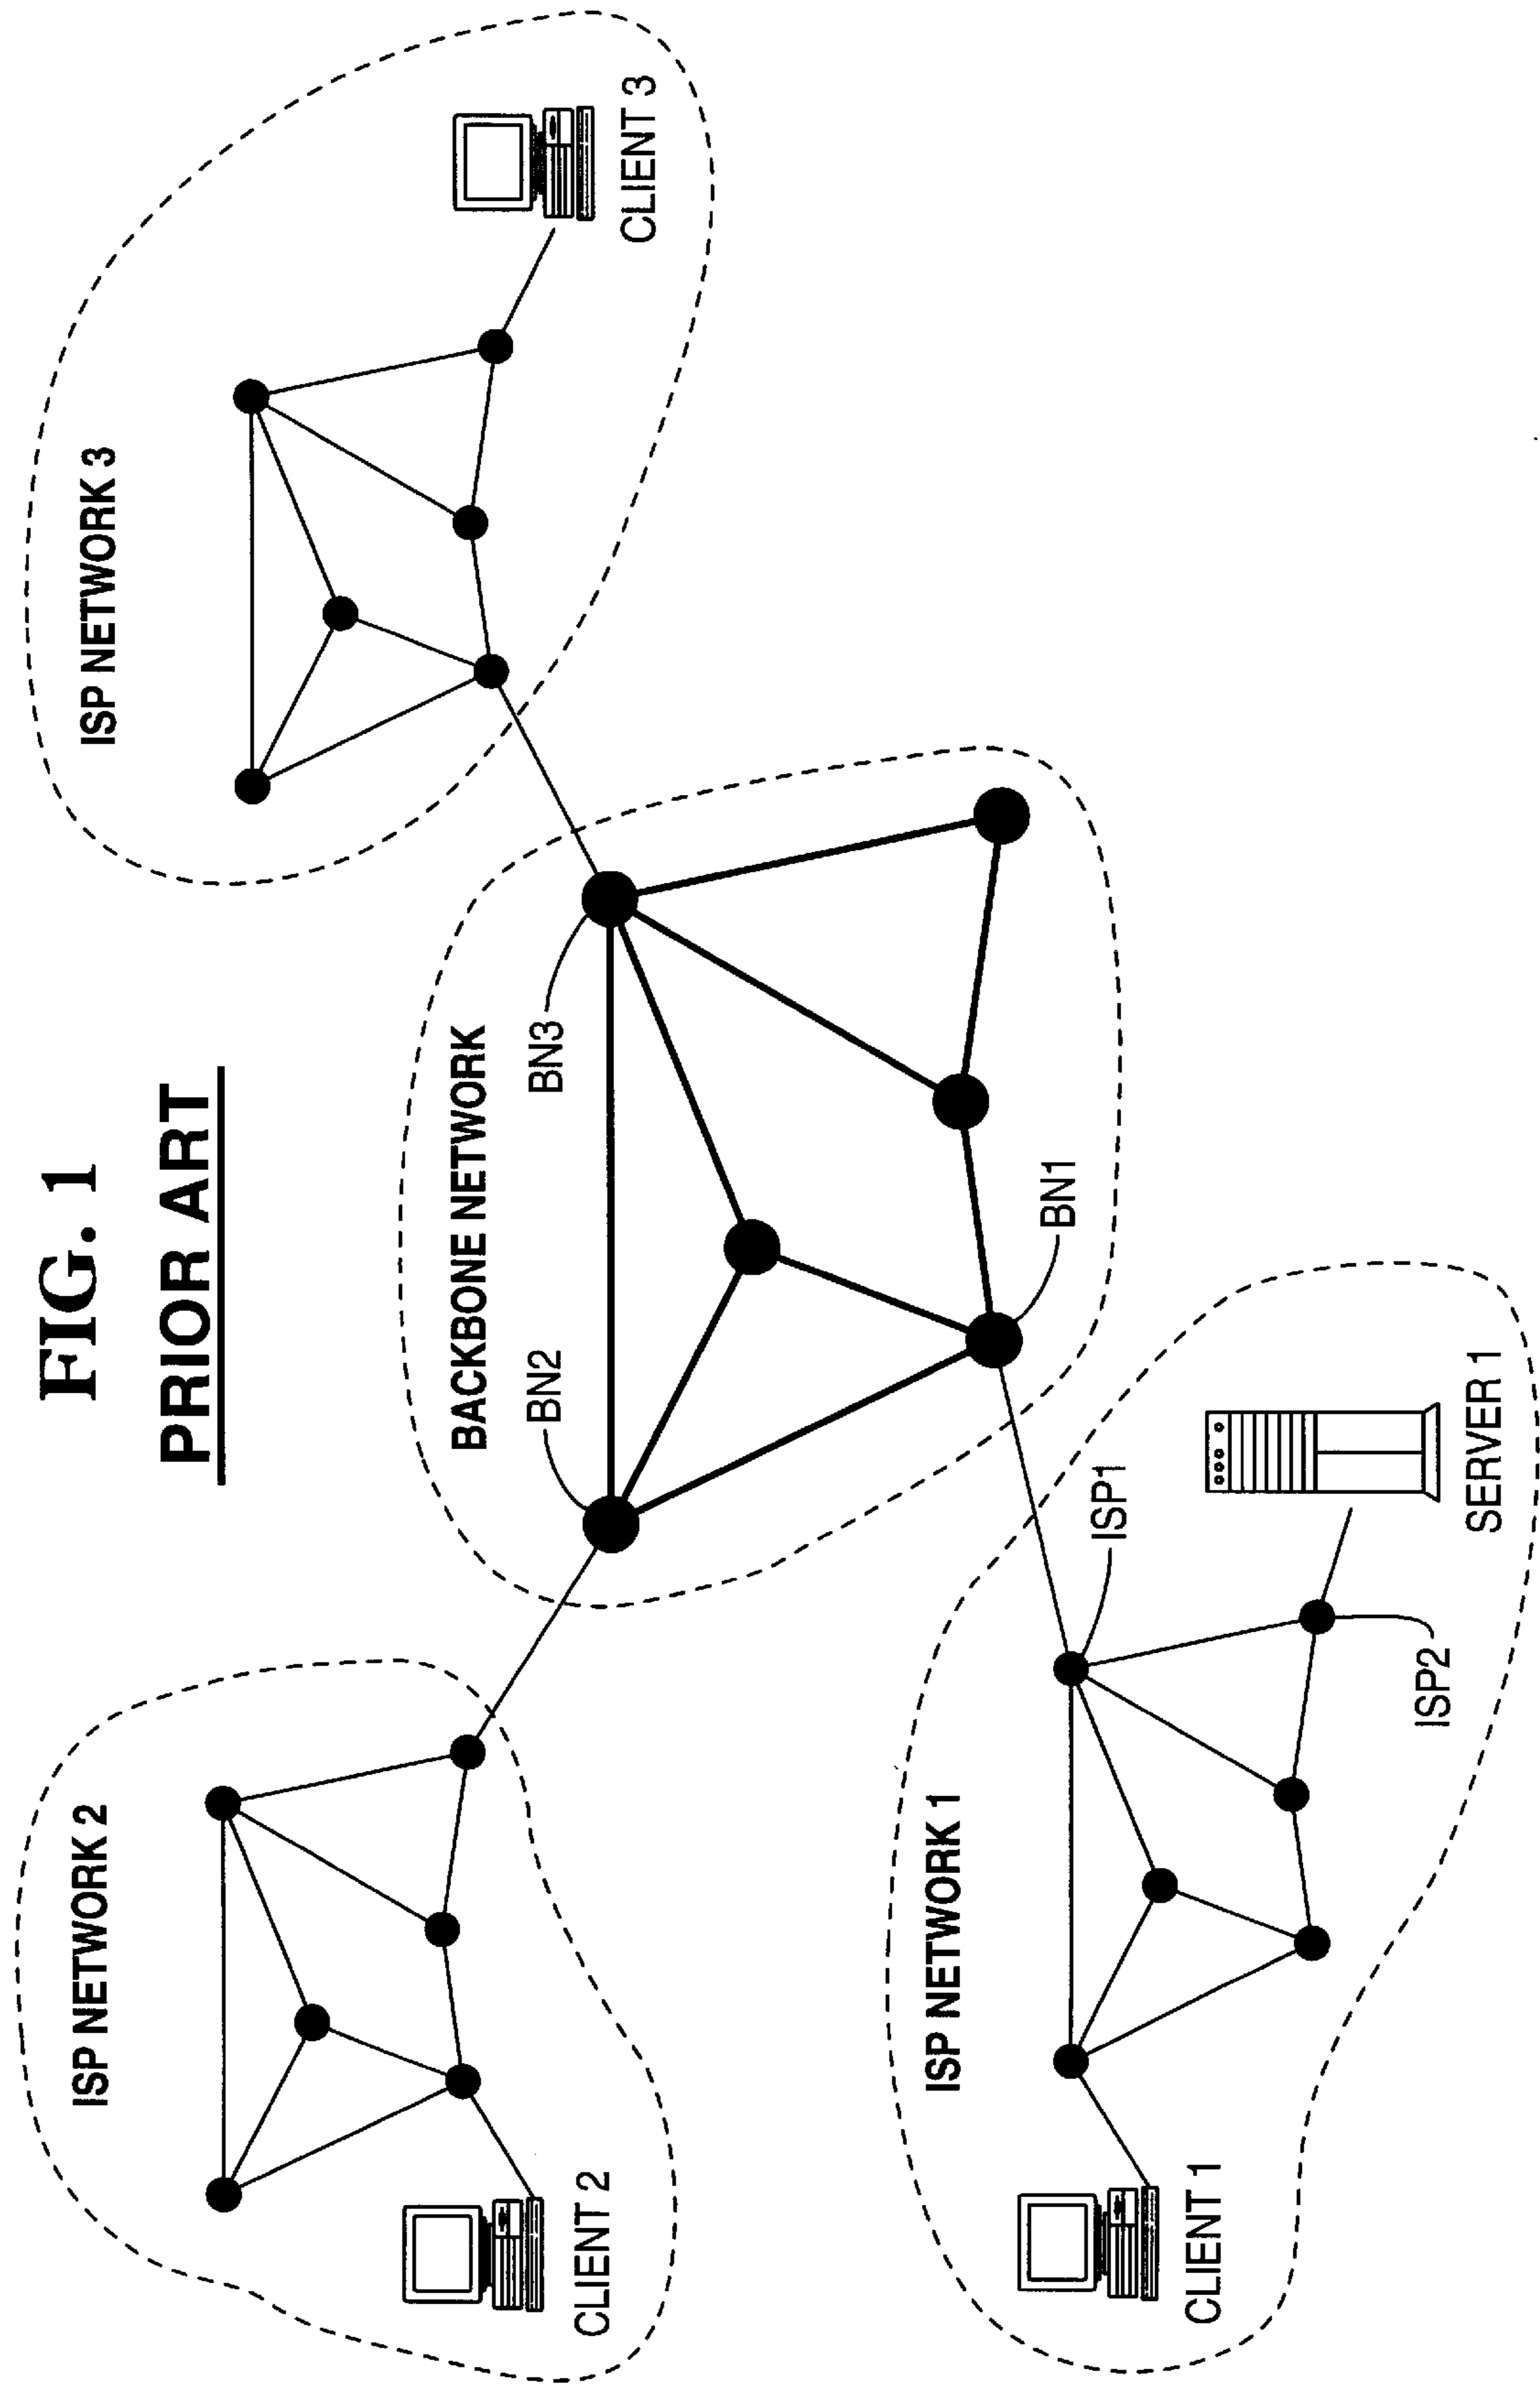 FIG. 1
PRIOR ART
ISP NETWORK 2
CLIENT 2
BACKBONE NETWORK
BN2
BN3
BN1
ISP NETWORK 3
CLIENT 3
ISP NETWORK 1
ISP1
ISP2
CLIENT 1
SERVER 1